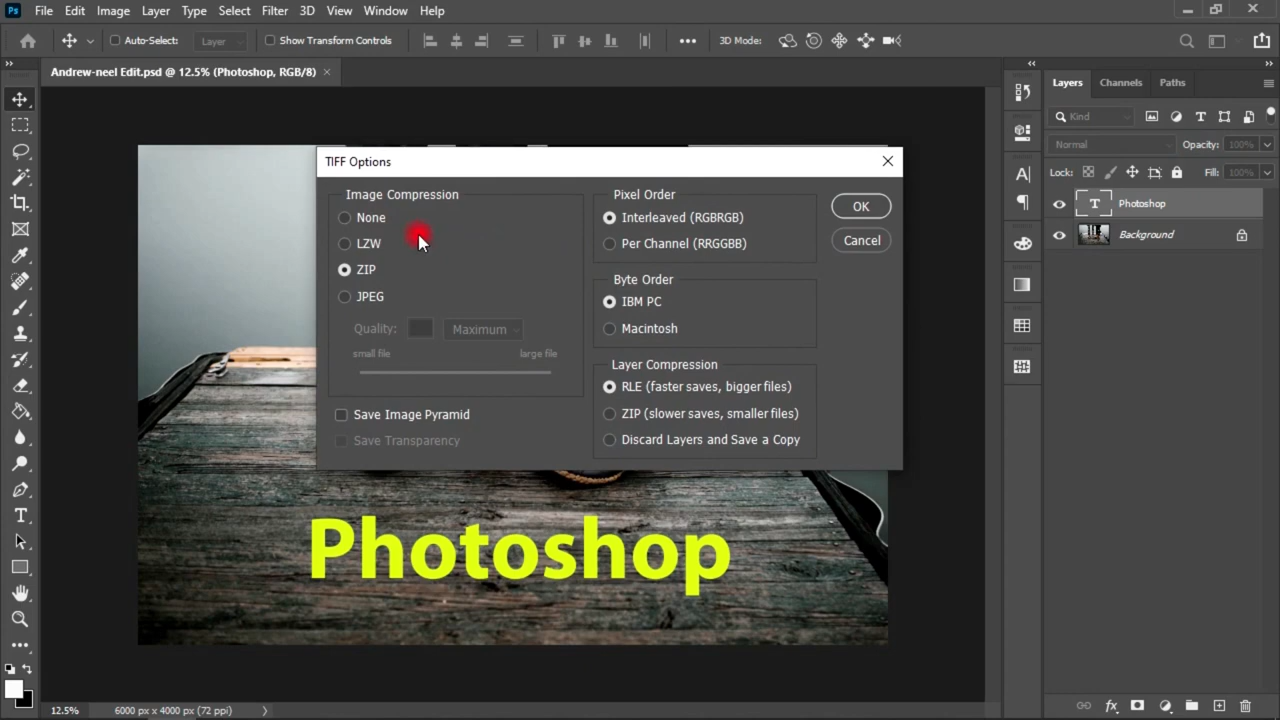 Ps File Edit Image Layer Type Select Filter 3D View Window Help
Auto-Select: Layer Show Transform Controls 3D Mode:
Andrew-neel Edit.psd @ 12.5% (Photoshop, RGB/8)
Layers Channels Paths
Kind
Normal Opacity: 100%
Lock: Fill: 100%
Photoshop
Background
TIFF Options
Image Compression
None
LZW
ZIP
JPEG
Quality: Maximum
small file large file
Save Image Pyramid
Save Transparency
Pixel Order
Interleaved (RGBRGB)
Per Channel (RRGGBB)
Byte Order
IBM PC
Macintosh
Layer Compression
RLE (faster saves, bigger files)
ZIP (slower saves, smaller files)
Discard Layers and Save a Copy
OK
Cancel
Photoshop
12.5% 6000 px x 4000 px (72 ppi)